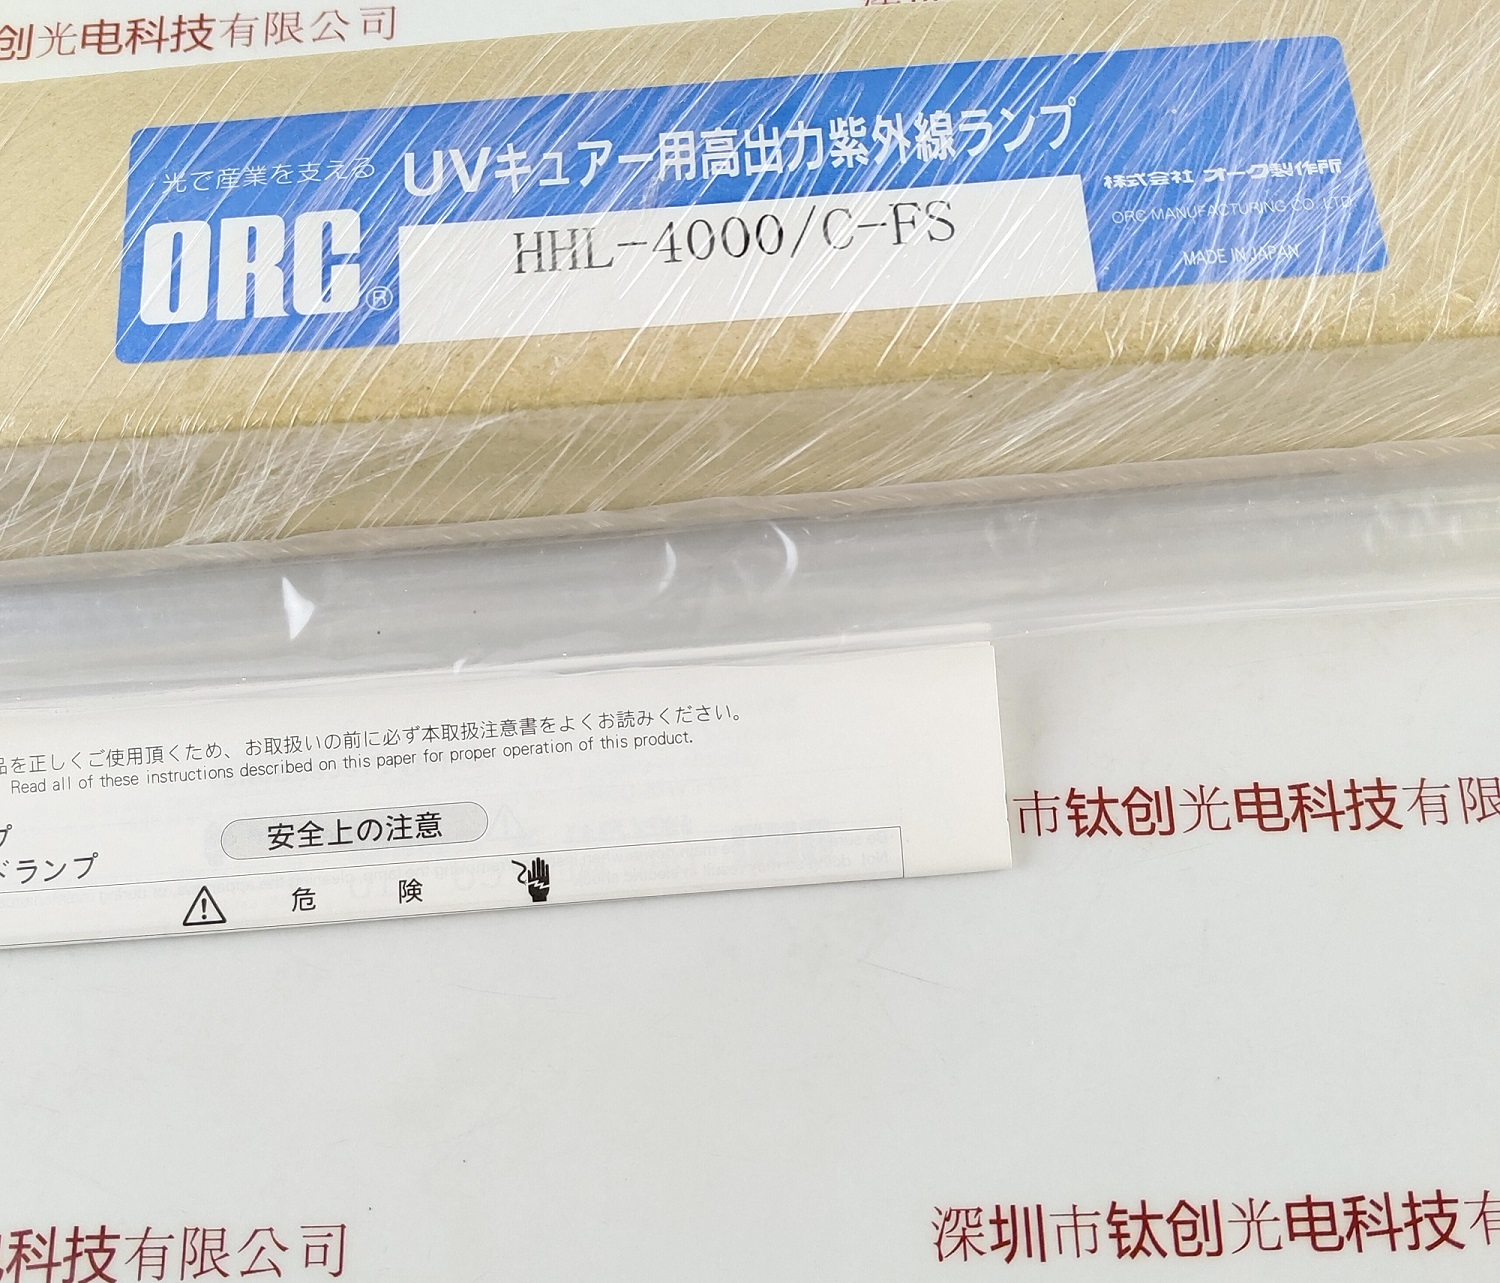 创光电科技有限公司
光で産業を支える
UVキュアー用高出力紫外線ランプ
ORC®
HHL-4000/C-FS
株式会社 オーク製作所
ORC MANUFACTURING CO. LTD
MADE IN JAPAN
品を正しくご使用頂くため、お取扱いの前に必ず本取扱注意書をよくお読みください。
Read all of these instructions described on this paper for proper operation of this product.
プ
ドランプ
安全上の注意
危 険
市钛创光电科技有限
科技有限公司
深圳市钛创光电科技有